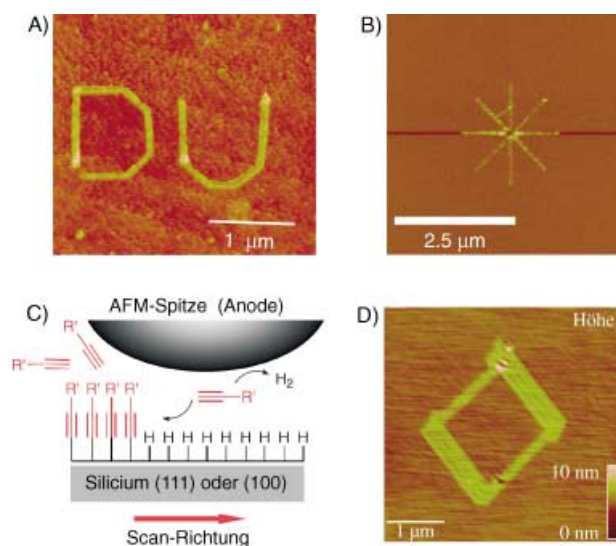 A)
DU
1 µm
B)
2.5 µm
C)
AFM-Spitze (Anode)
R'
R'
R' R' R' R'
R'
H₂
H H H H H H H H H
Silicium (111) oder (100)
Scan-Richtung
D)
Höhe
10 nm
0 nm
1 µm